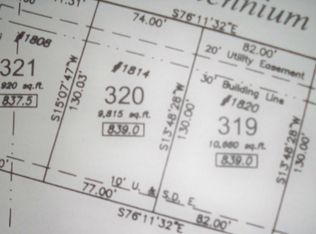 ennium
S76°11'32"E
74.00'
82.00'
20' Utility Easement
30' Building Line
#1808
321
920 sq.ft.
837.5
S15°07'47"W
130.03'
#1814
320
9,815 sq.ft.
839.0
S13°48'28"W
130.00'
#1820
319
10,660 sq.ft.
839.0
S13°48'28"W
130.00'
10' U. & S.D. E.
77.00'
S76°11'32"E
82.00'